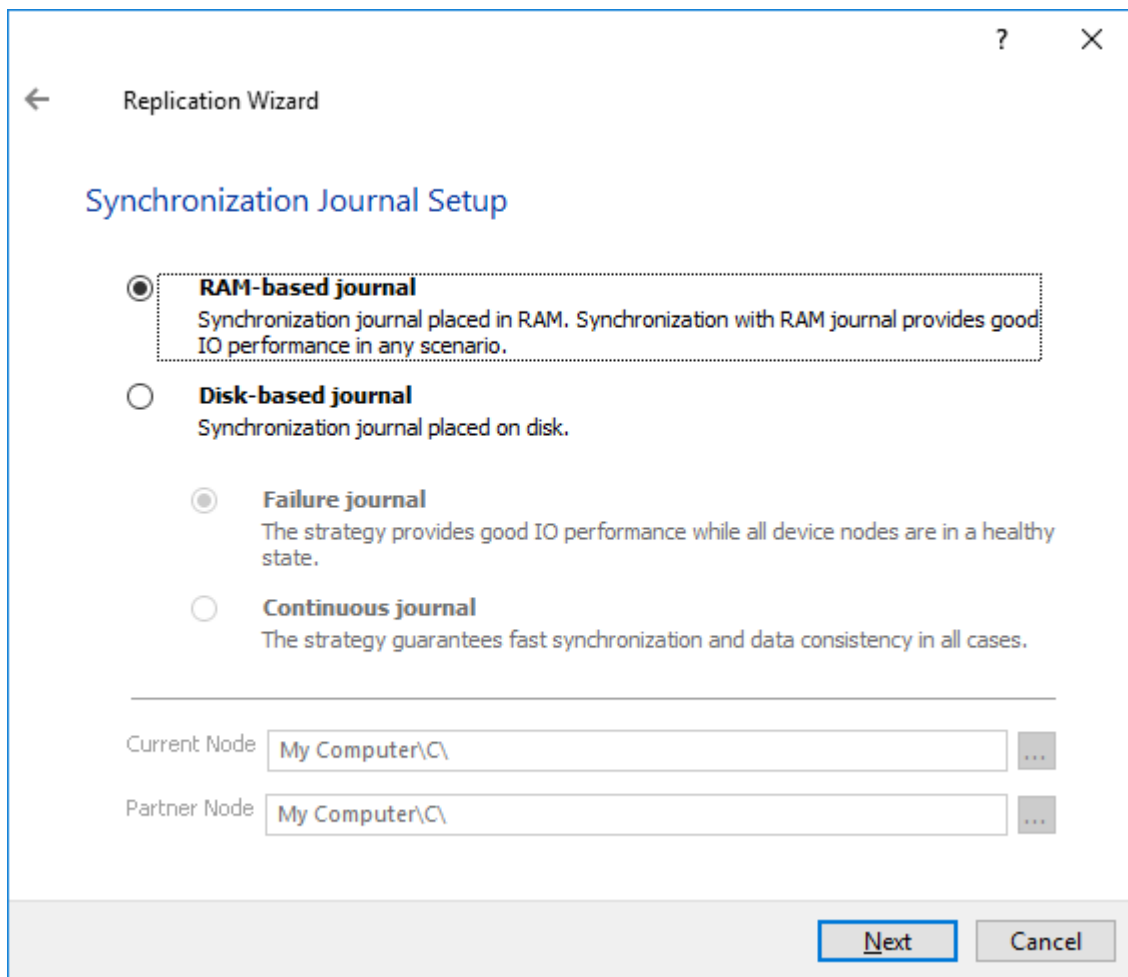 ?
Replication Wizard
Synchronization Journal Setup
RAM-based journal
Synchronization journal placed in RAM. Synchronization with RAM journal provides good
IO performance in any scenario.
Disk-based journal
Synchronization journal placed on disk.
Failure journal
The strategy provides good IO performance while all device nodes are in a healthy
state.
Continuous journal
The strategy guarantees fast synchronization and data consistency in all cases.
Current Node My Computer\C\ ...
Partner Node My Computer\C\ ...
Next Cancel